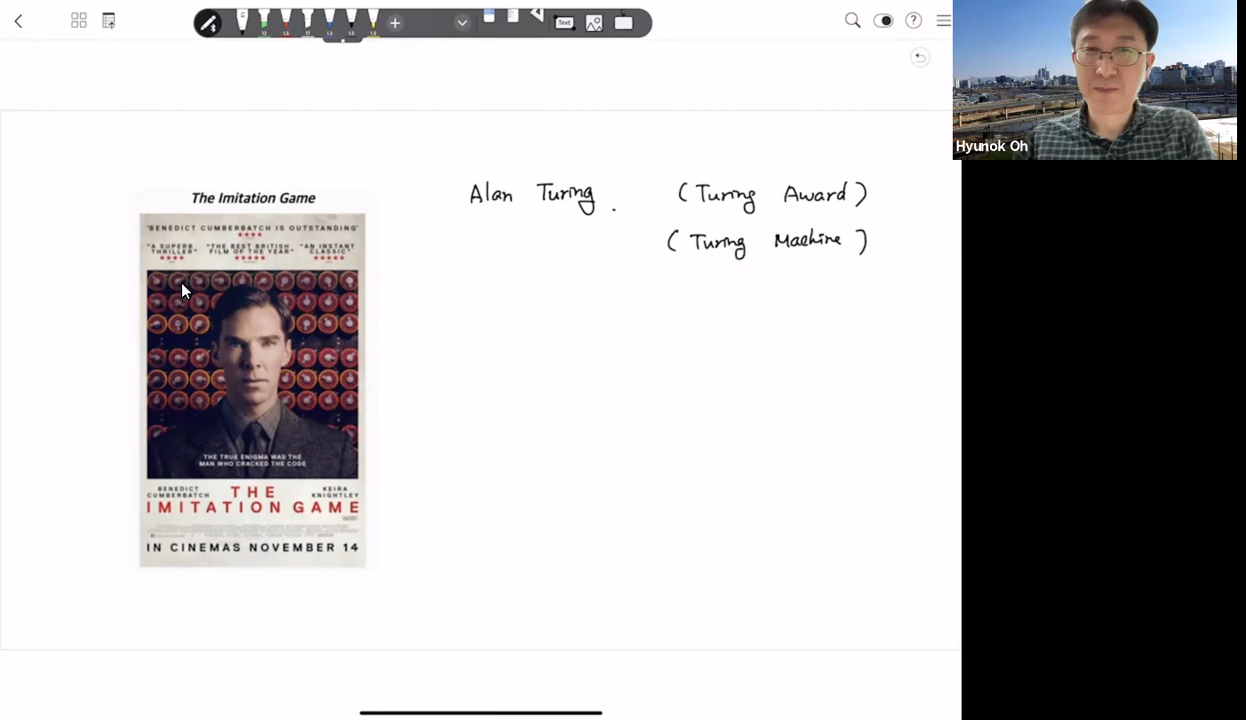 Text
Hyunok Oh
The Imitation Game
Alan Turing. (Turing Award)
(Turing Machine)
"BENEDICT CUMBERBATCH IS OUTSTANDING"
"A SUPERB THRILLER" "THE BEST BRITISH FILM OF THE YEAR" "AN INSTANT CLASSIC"
THE TRUE ENIGMA WAS THE
MAN WHO CRACKED THE CODE
BENEDICT CUMBERBATCH
KEIRA KNIGHTLEY
THE
IMITATION GAME
IN CINEMAS NOVEMBER 14